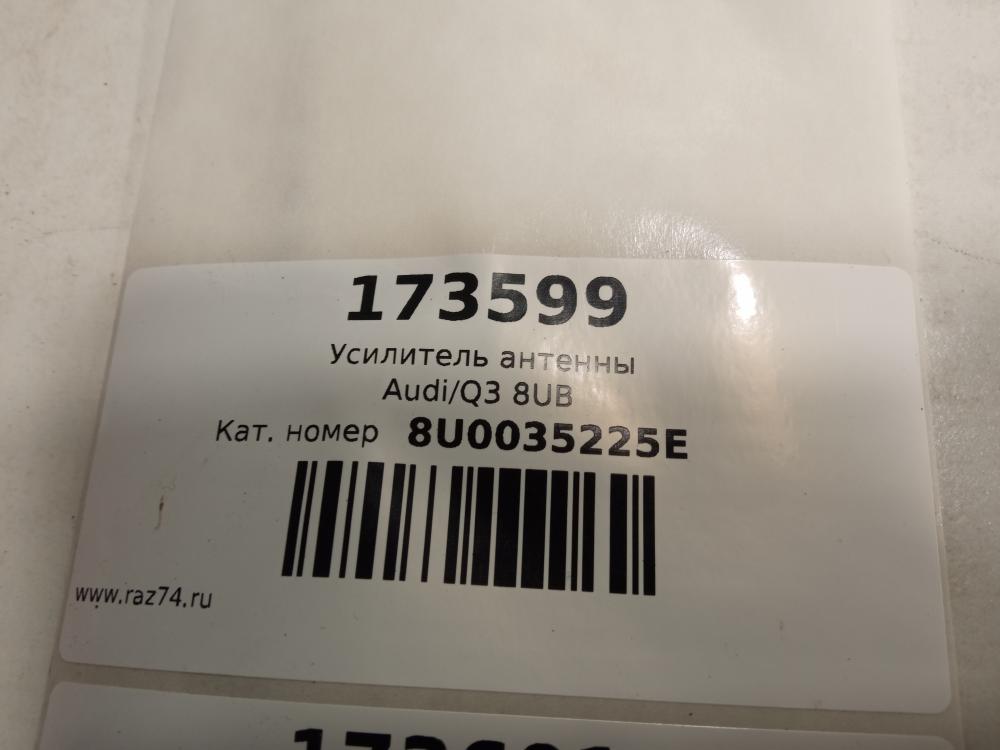 173599
Усилитель антенны
Audi/Q3 8UB
Кат. номер 8U0035225E
www.raz74.ru